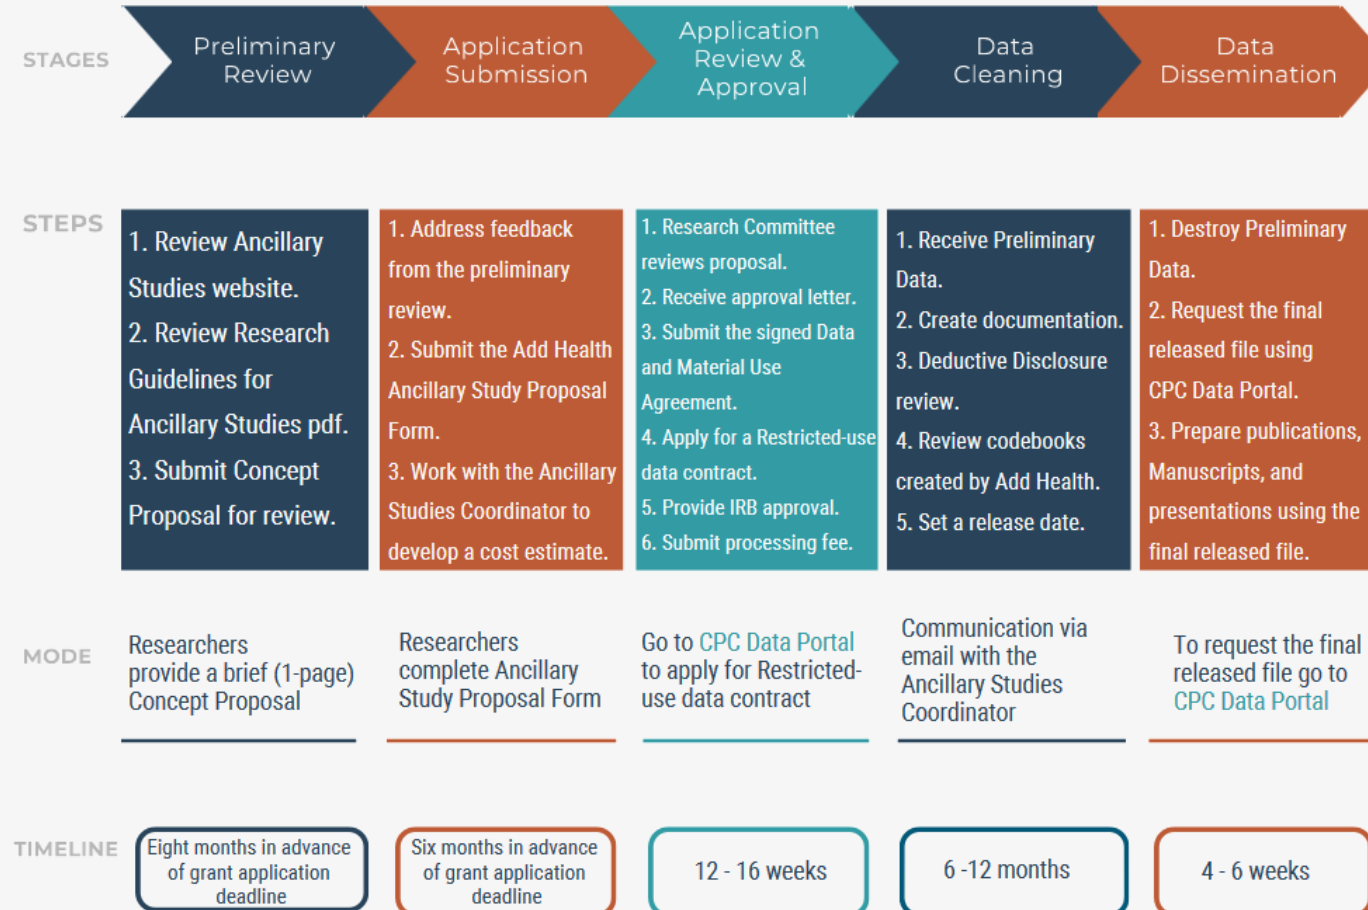 STAGES
Preliminary
Review
Application
Submission
Application
Review &
Approval
Data
Cleaning
Data
Dissemination
STEPS
1. Review Ancillary
Studies website.
2. Review Research
Guidelines for
Ancillary Studies pdf.
3. Submit Concept
Proposal for review.
1. Address feedback
from the preliminary
review.
2. Submit the Add Health
Ancillary Study Proposal
Form.
3. Work with the Ancillary
Studies Coordinator to
develop a cost estimate.
1. Research Committee
reviews proposal.
2. Receive approval letter.
3. Submit the signed Data
and Material Use
Agreement.
4. Apply for a Restricted-use
data contract.
5. Provide IRB approval.
6. Submit processing fee.
1. Receive Preliminary
Data.
2. Create documentation.
3. Deductive Disclosure
review.
4. Review codebooks
created by Add Health.
5. Set a release date.
1. Destroy Preliminary
Data.
2. Request the final
released file using
CPC Data Portal.
3. Prepare publications,
Manuscripts, and
presentations using the
final released file.
MODE
Researchers
provide a brief (1-page)
Concept Proposal
Researchers
complete Ancillary
Study Proposal Form
Go to CPC Data Portal
to apply for Restricted-
use data contract
Communication via
email with the
Ancillary Studies
Coordinator
To request the final
released file go to
CPC Data Portal
TIMELINE
Eight months in advance
of grant application
deadline
Six months in advance
of grant application
deadline
12 - 16 weeks
6 -12 months
4 - 6 weeks